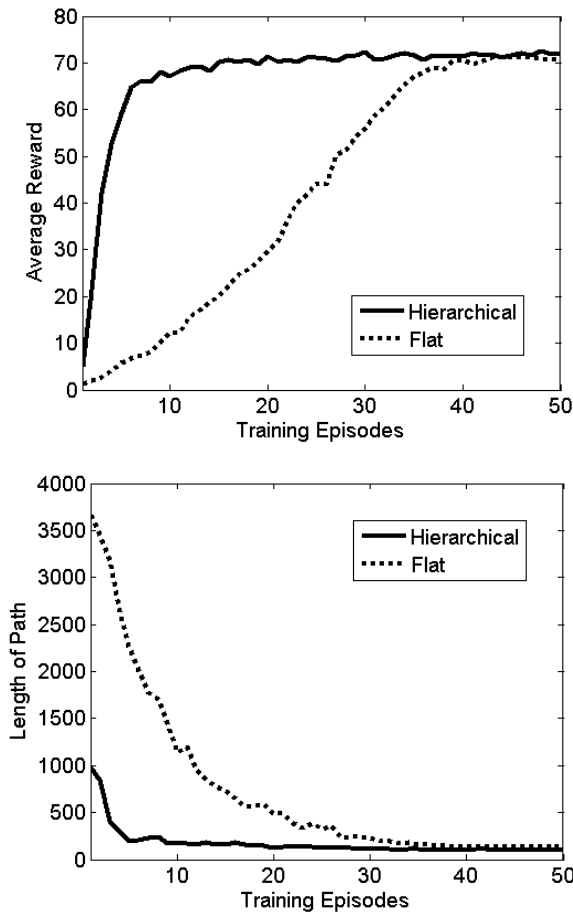 80
70
60
50
40
30
20
10
0
Average Reward
Hierarchical
Flat
10 20 30 40 50
Training Episodes
4000
3500
3000
2500
2000
1500
1000
500
0
Length of Path
Hierarchical
Flat
10 20 30 40 50
Training Episodes